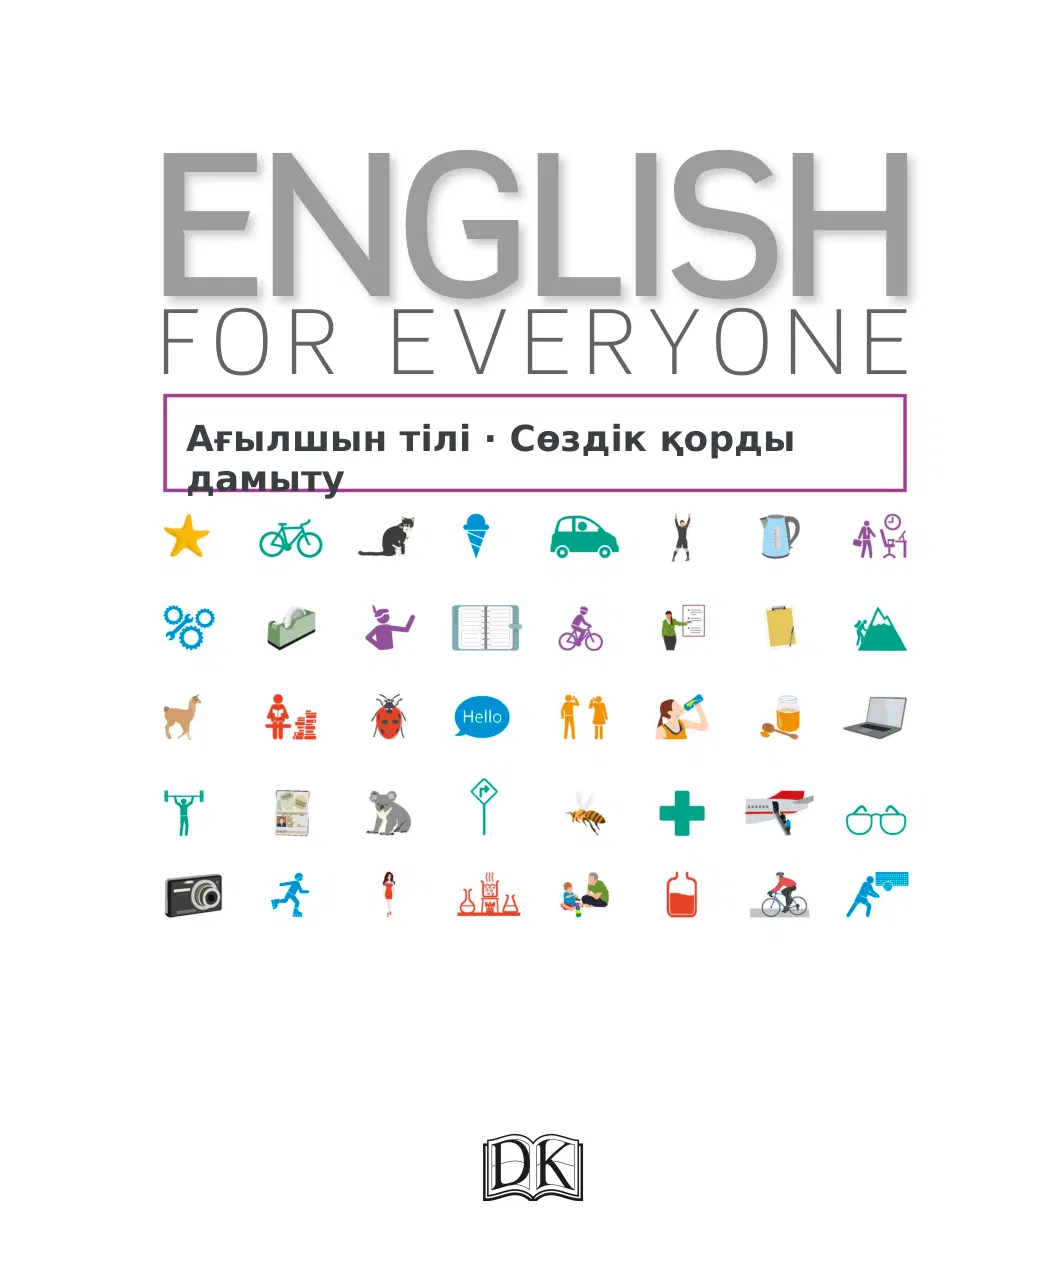 ENGLISH
FOR EVERYONE
Ағылшын тілі · Сөздік қорды
дамыту
Hello
DK